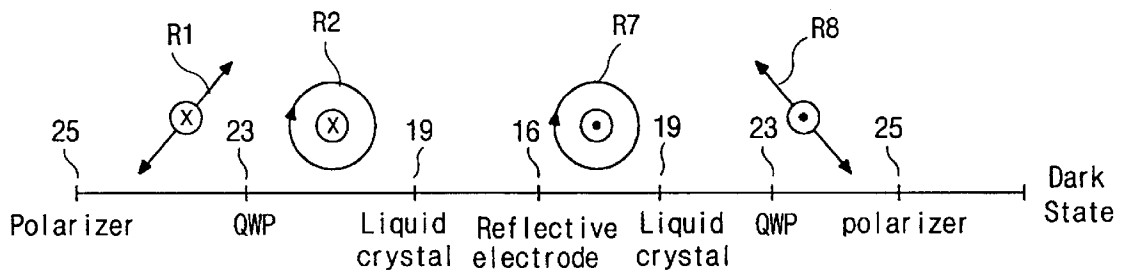 R1
R2
R7
R8
X
X
25
23
19
16
19
23
25
Polarizer
QWP
Liquid crystal
Reflective electrode
Liquid crystal
QWP
polarizer
Dark State